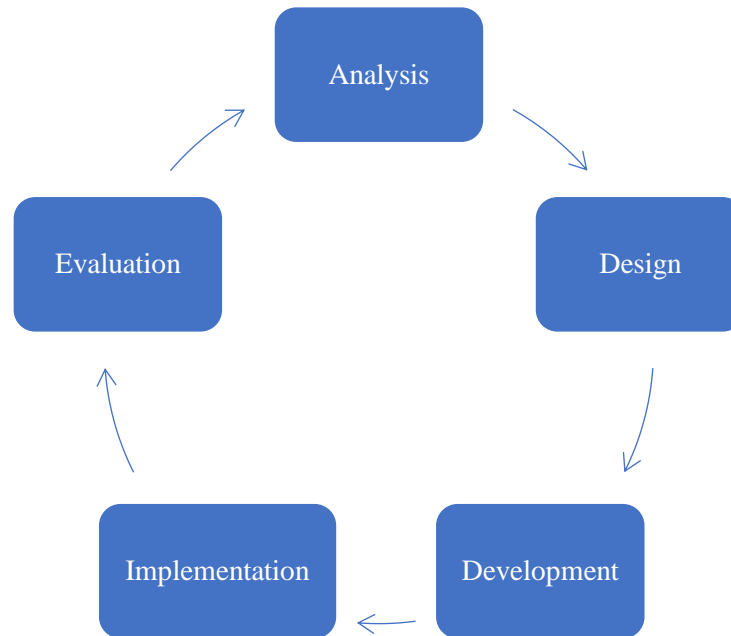 Analysis
Design
Development
Implementation
Evaluation